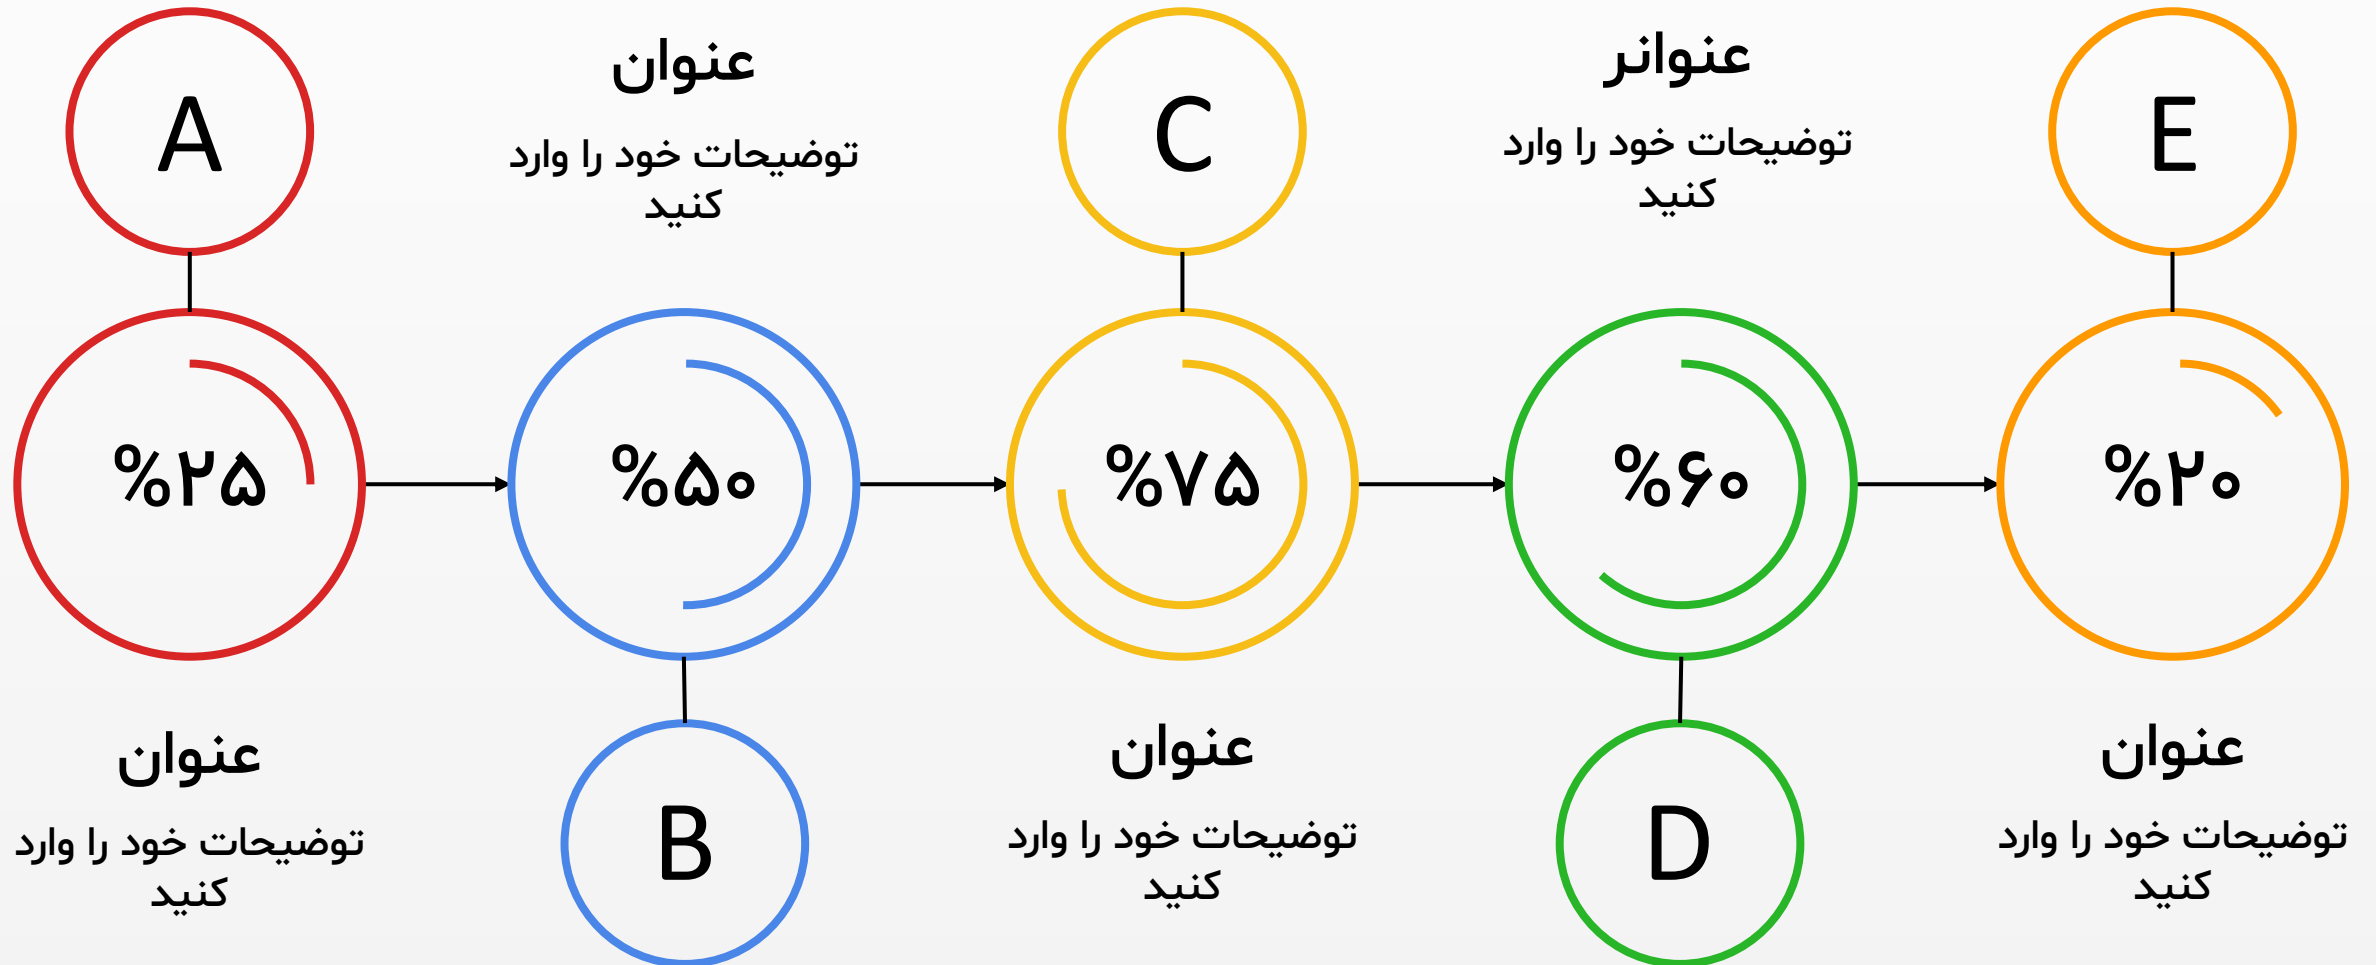 A
عنوان
توضیحات خود را وارد
کنید
C
عنوانر
توضیحات خود را وارد
کنید
E
%۲۵
%۵۰
%۷۵
%۶۰
%۲۰
عنوان
توضیحات خود را وارد
کنید
B
عنوان
توضیحات خود را وارد
کنید
D
عنوان
توضیحات خود را وارد
کنید